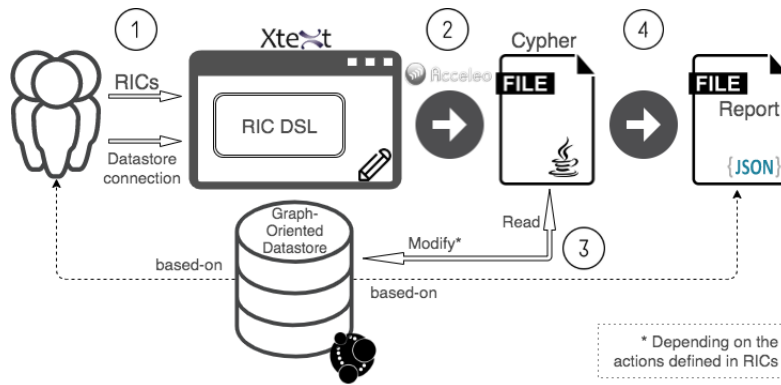 1
Xtext
2
Cypher
4
RICs
Acceleo
FILE
FILE
RIC DSL
Report
Datastore
connection
{JSON}
Graph-
Oriented
Datastore
Read
Modify*
3
based-on
based-on
* Depending on the
actions defined in RICs